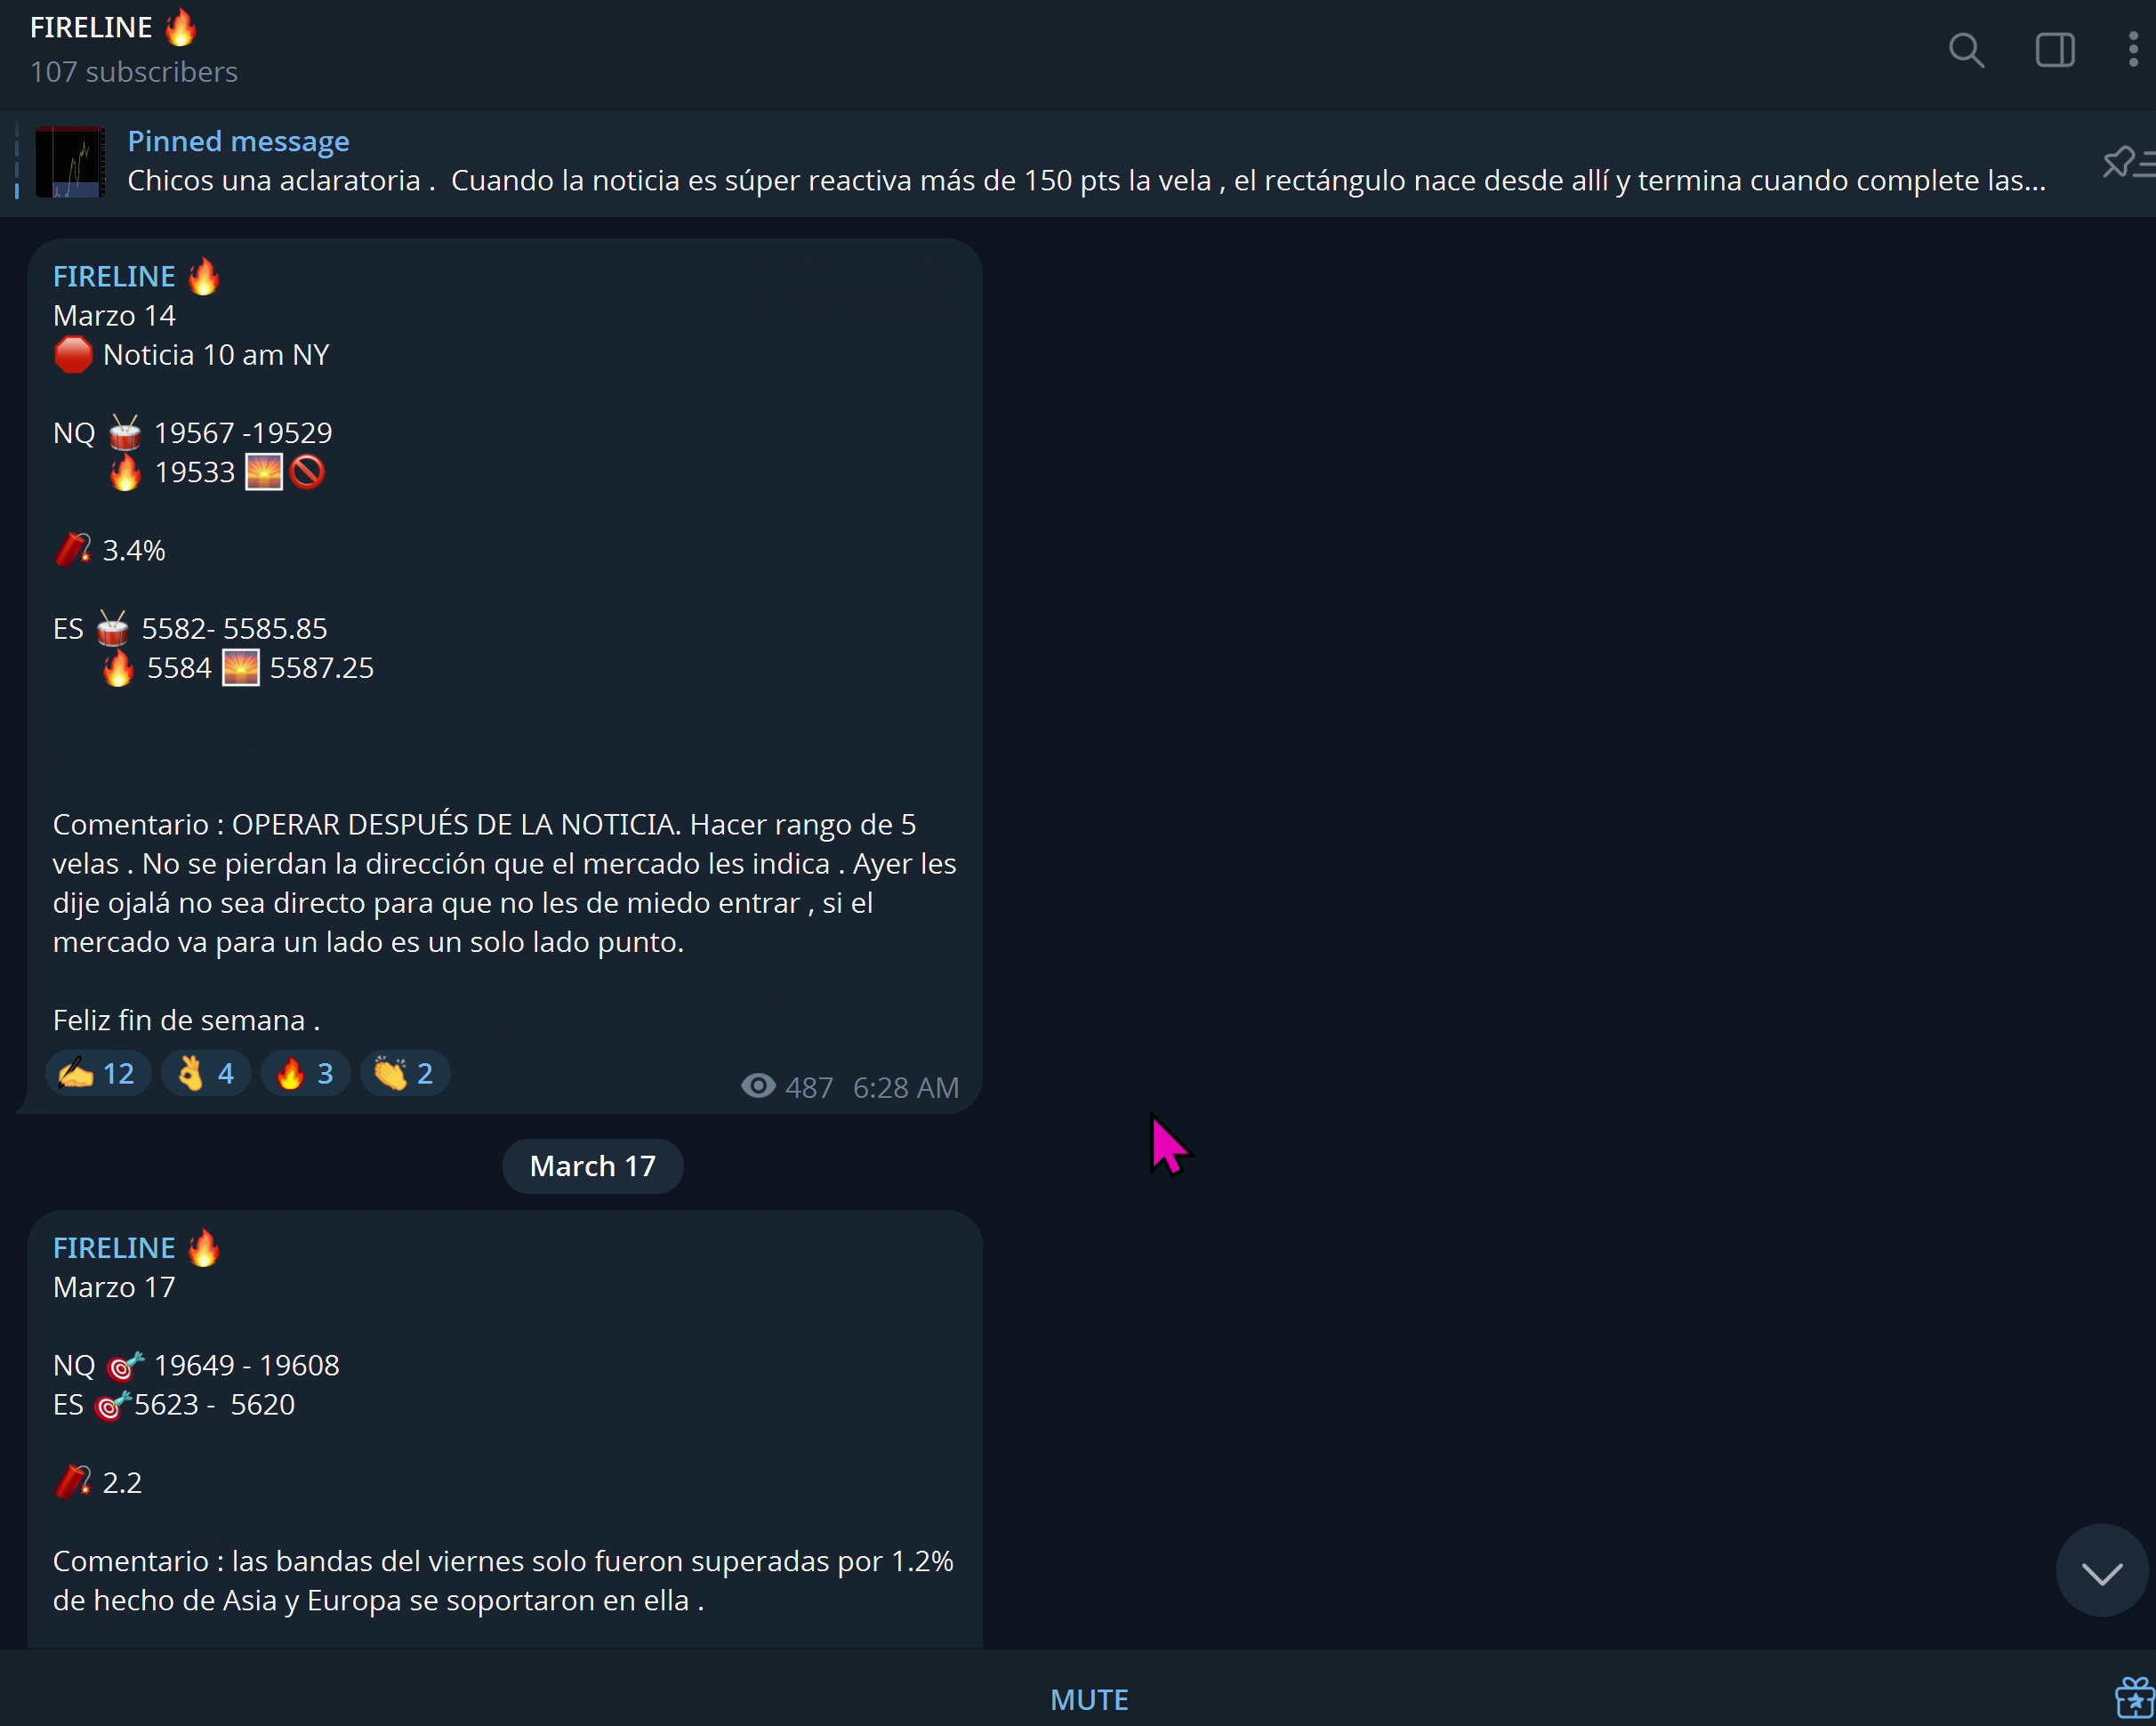 FIRELINE 🔥
107 subscribers
Pinned message
Chicos una aclaratoria .  Cuando la noticia es súper reactiva más de 150 pts la vela , el rectángulo nace desde allí y termina cuando complete las...
FIRELINE 🔥
Marzo 14
🛑 Noticia 10 am NY
NQ 🥁 19567 -19529
🔥 19533 🌅🚫
🧨 3.4%
ES 🥁 5582- 5585.85
🔥 5584 🌅 5587.25
Comentario : OPERAR DESPUÉS DE LA NOTICIA. Hacer rango de 5
velas . No se pierdan la dirección que el mercado les indica . Ayer les
dije ojalá no sea directo para que no les de miedo entrar , si el
mercado va para un lado es un solo lado punto.
Feliz fin de semana .
✍️ 12 👌 4 🔥 3 👏 2
487 6:28 AM
March 17
FIRELINE 🔥
Marzo 17
NQ 🎯 19649 - 19608
ES 🎯5623 -  5620
🧨 2.2
Comentario : las bandas del viernes solo fueron superadas por 1.2%
de hecho de Asia y Europa se soportaron en ella .
MUTE